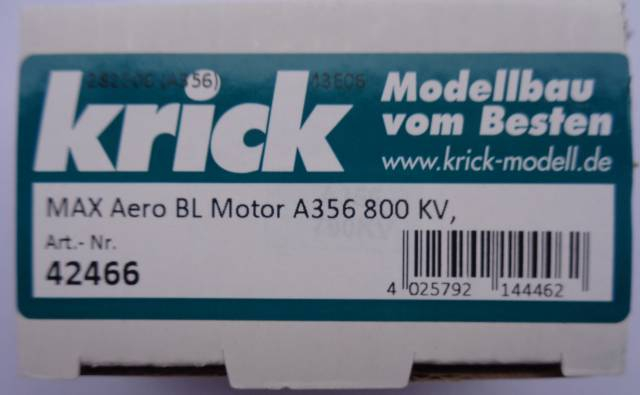 krick
Modellbau
vom Besten
www.krick-modell.de
MAX Aero BL Motor A356 800 KV,
Art.- Nr.
42466
4 025792 144462